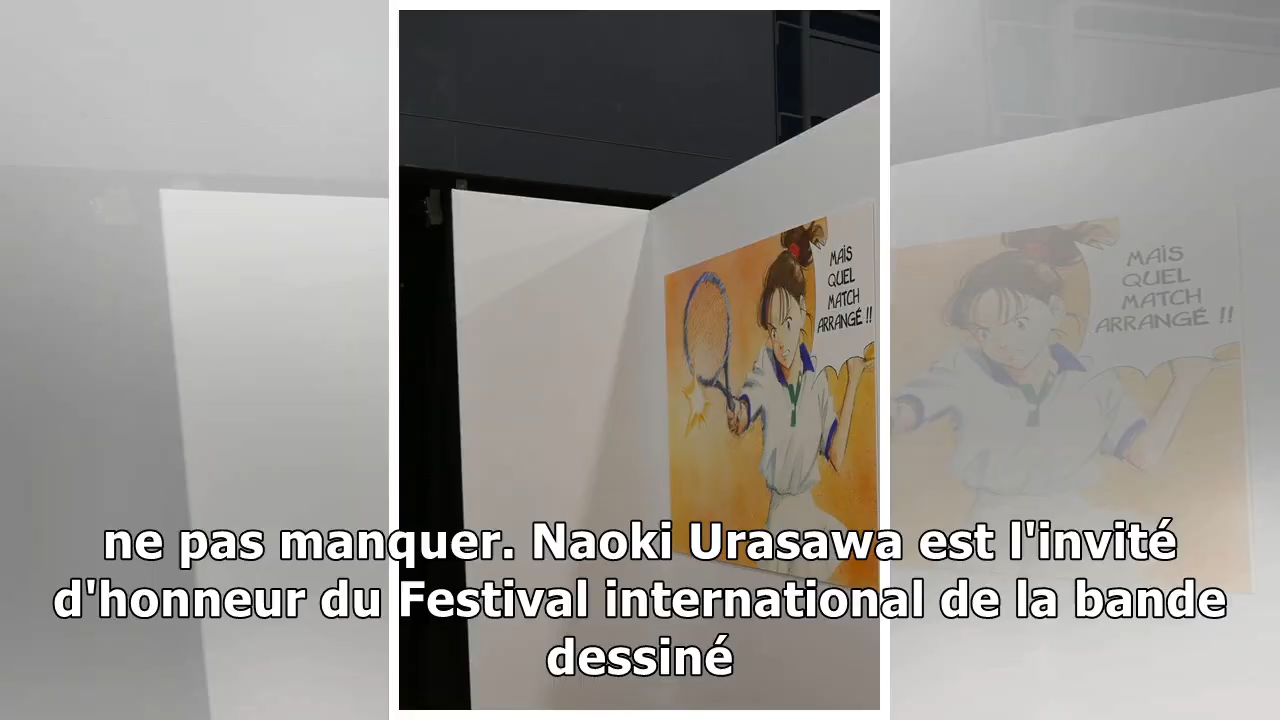 MAIS
QUEL
MATCH
ARRANGÉ !!
MAIS
QUEL
MATCH
ARRANGÉ !!
ne pas manquer. Naoki Urasawa est l'invité
d'honneur du Festival international de la bande
dessiné